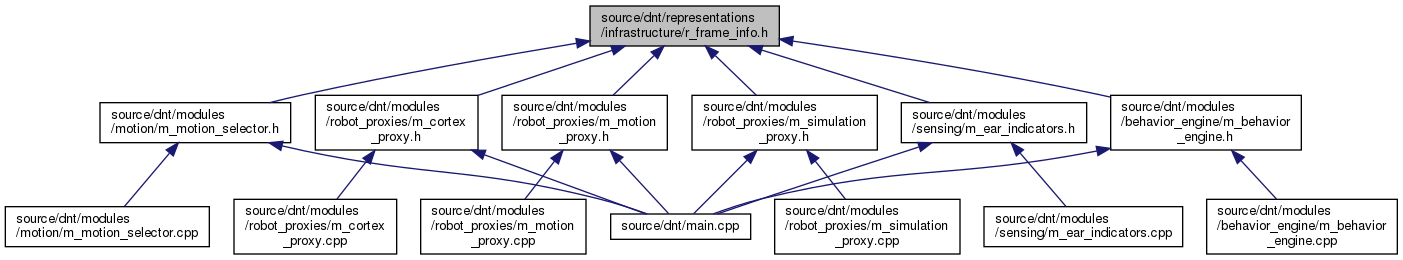 source/dnt/representations
/infrastructure/r_frame_info.h
source/dnt/modules
/motion/m_motion_selector.h
source/dnt/modules
/robot_proxies/m_cortex
_proxy.h
source/dnt/modules
/robot_proxies/m_motion
_proxy.h
source/dnt/modules
/robot_proxies/m_simulation
_proxy.h
source/dnt/modules
/sensing/m_ear_indicators.h
source/dnt/modules
/behavior_engine/m_behavior
_engine.h
source/dnt/modules
/motion/m_motion_selector.cpp
source/dnt/modules
/robot_proxies/m_cortex
_proxy.cpp
source/dnt/modules
/robot_proxies/m_motion
_proxy.cpp
source/dnt/main.cpp
source/dnt/modules
/robot_proxies/m_simulation
_proxy.cpp
source/dnt/modules
/sensing/m_ear_indicators.cpp
source/dnt/modules
/behavior_engine/m_behavior
_engine.cpp